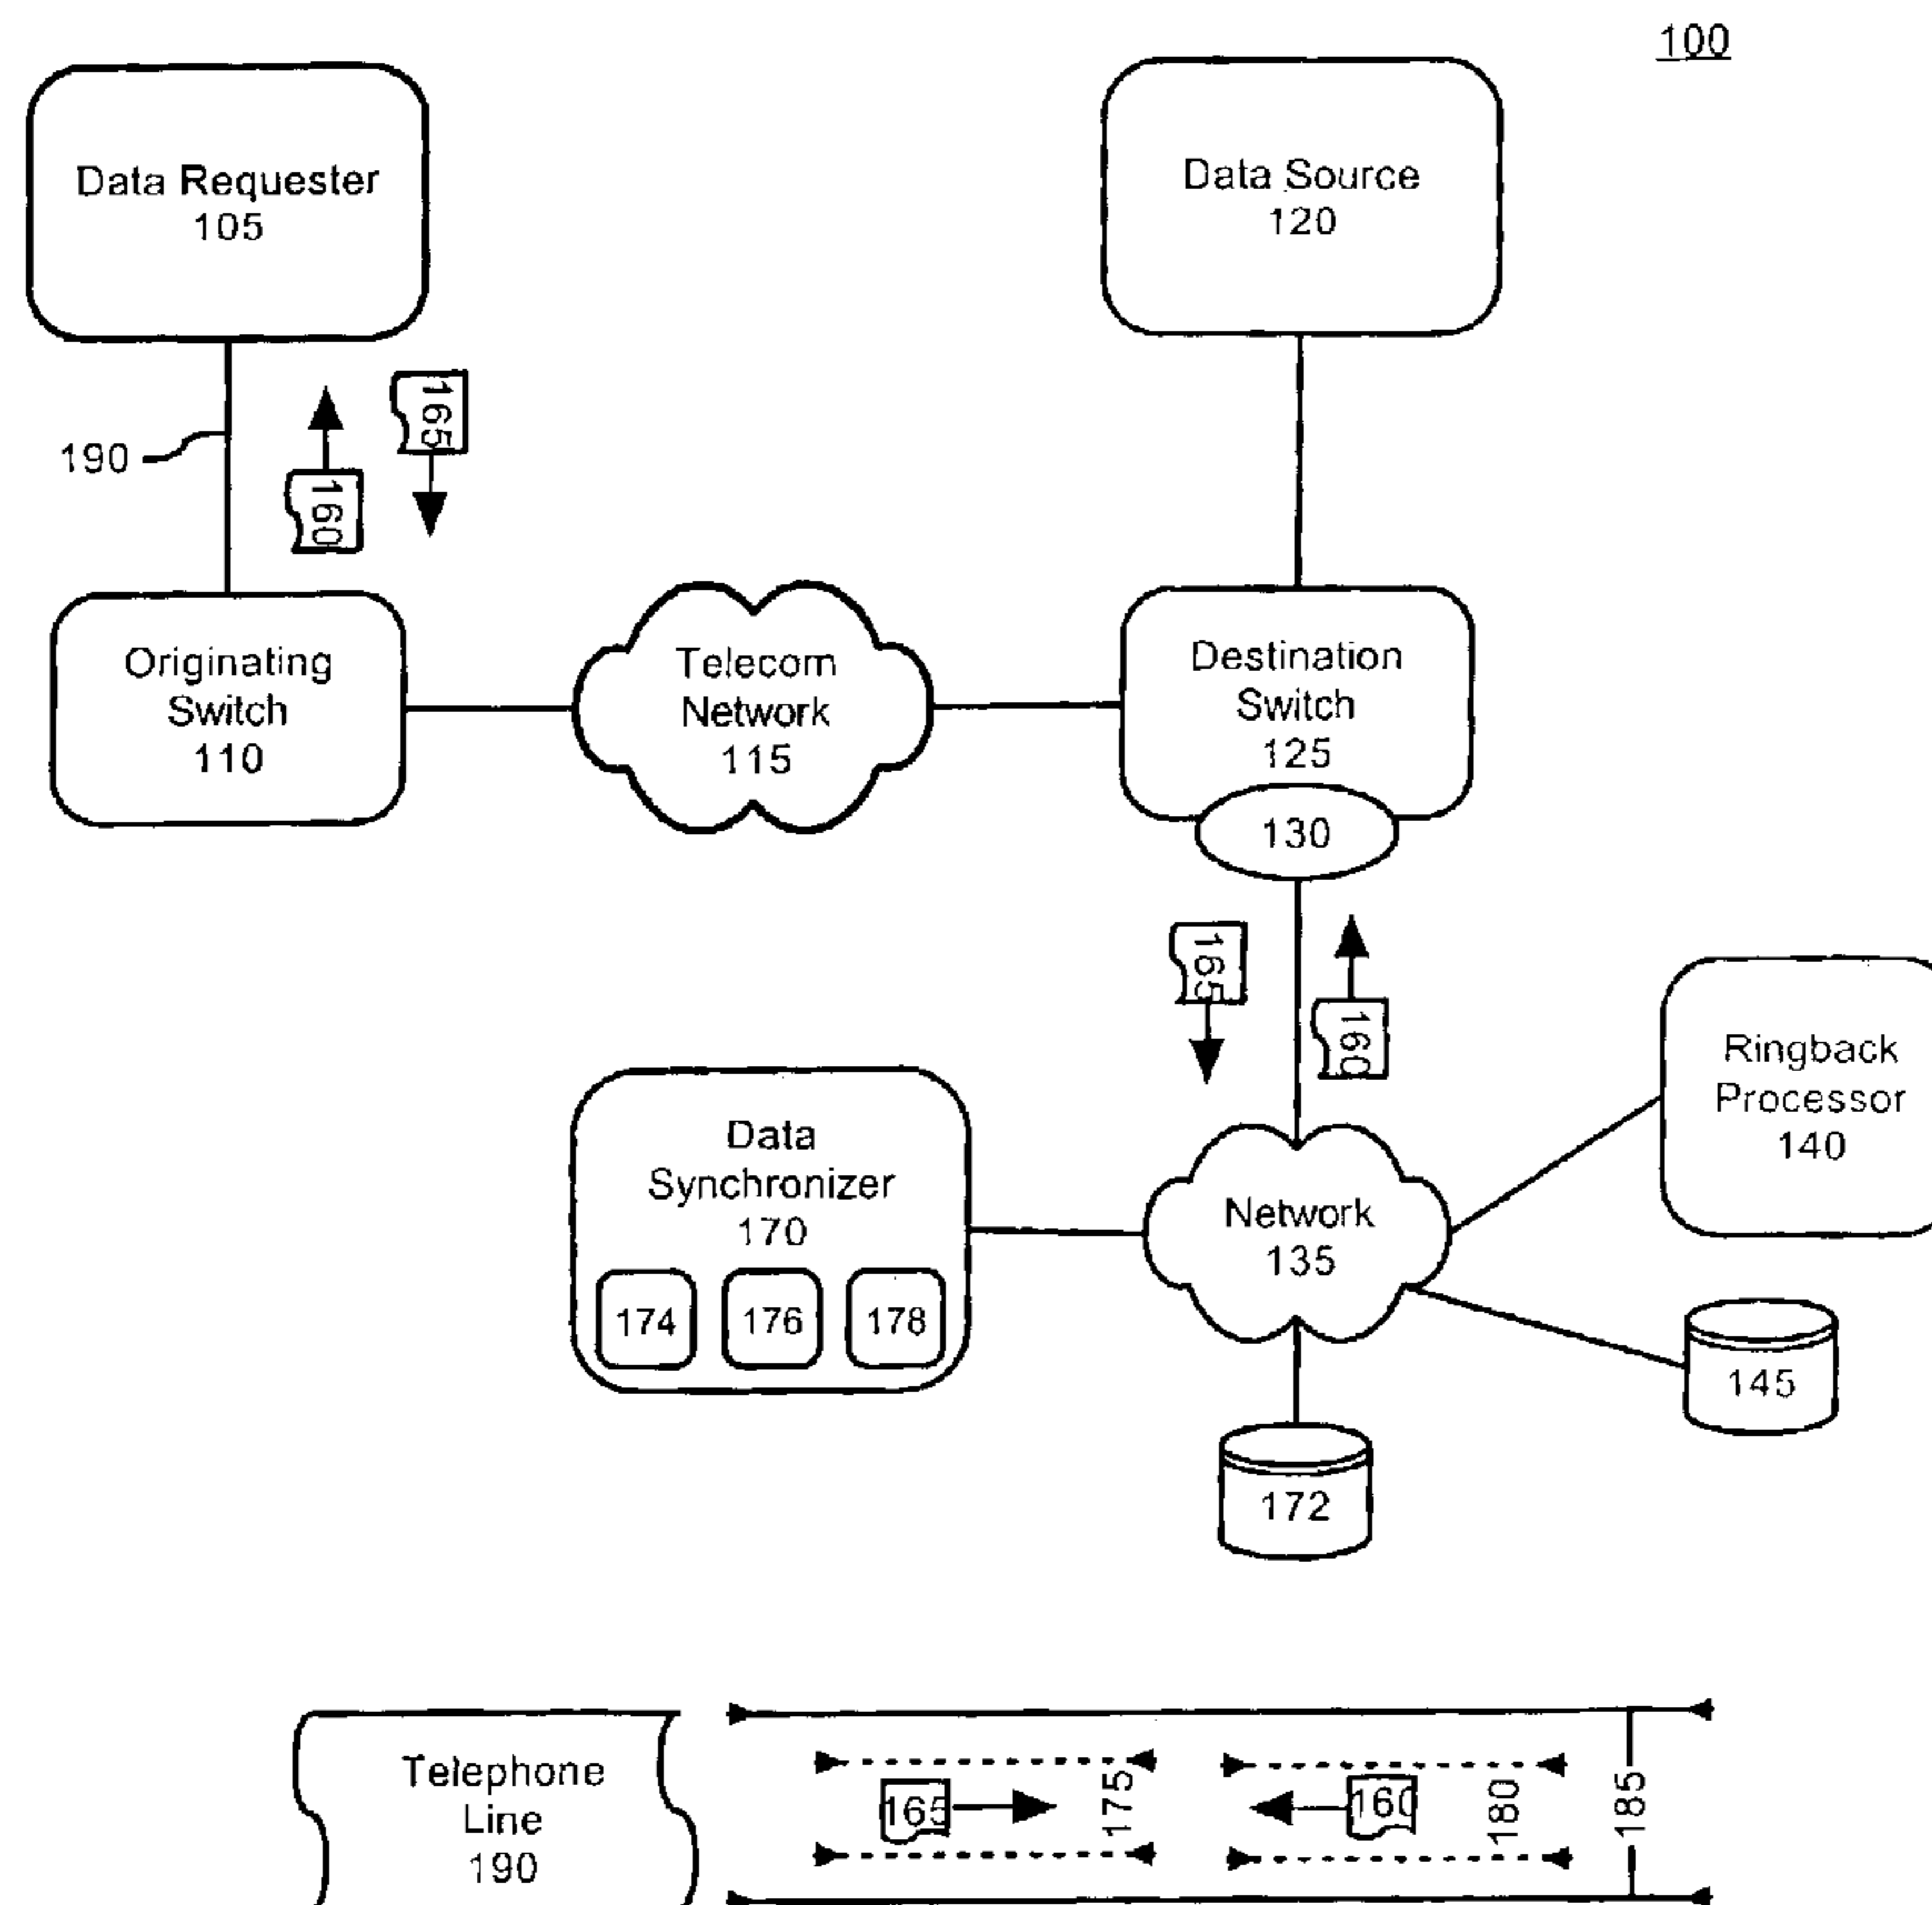 100
Data Requester
105
Data Source
120
165
190
160
Originating
Switch
110
Telecom
Network
115
Destination
Switch
125
130
165
160
Ringback
Processor
140
Data
Synchronizer
170
174
176
178
Network
135
145
172
Telephone
Line
190
165
175
160
180
185